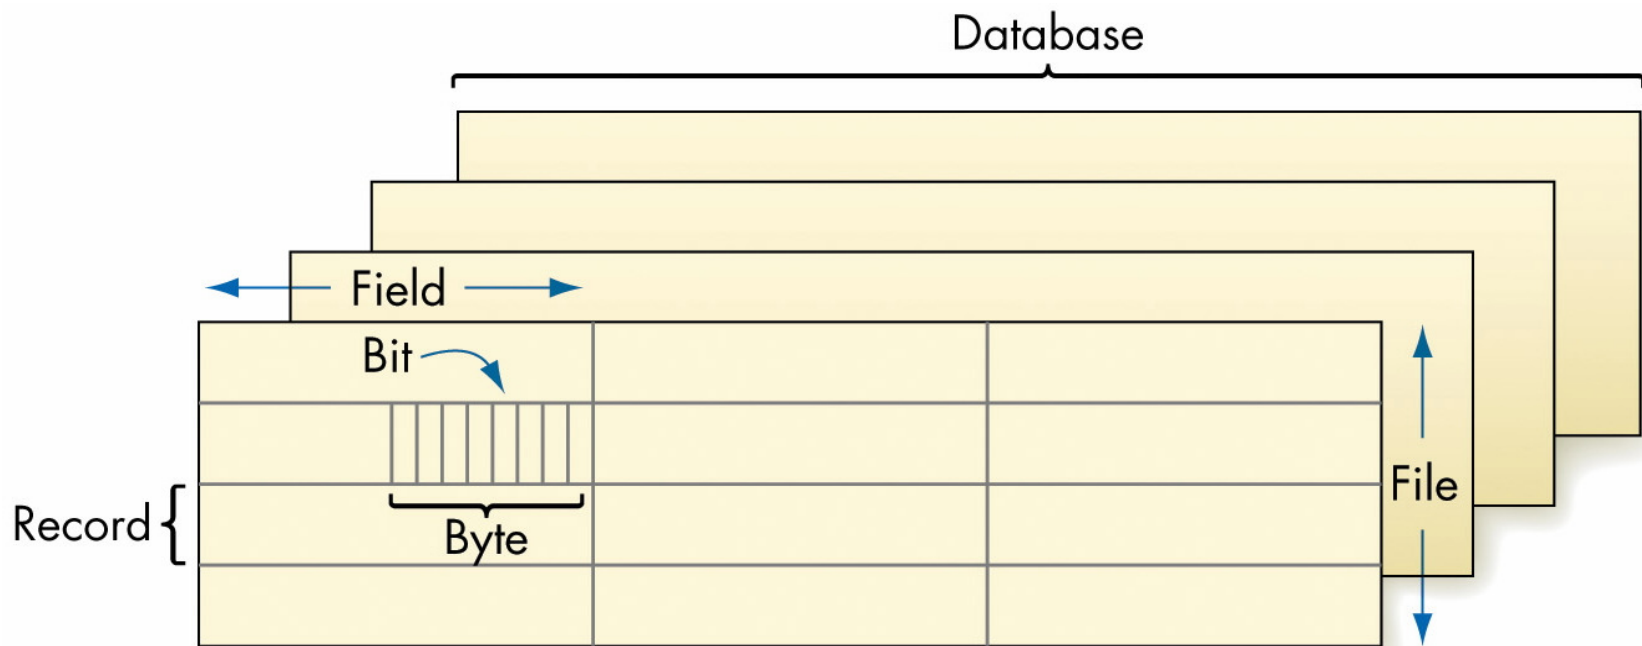 Database
Field
Bit
File
Record
Byte